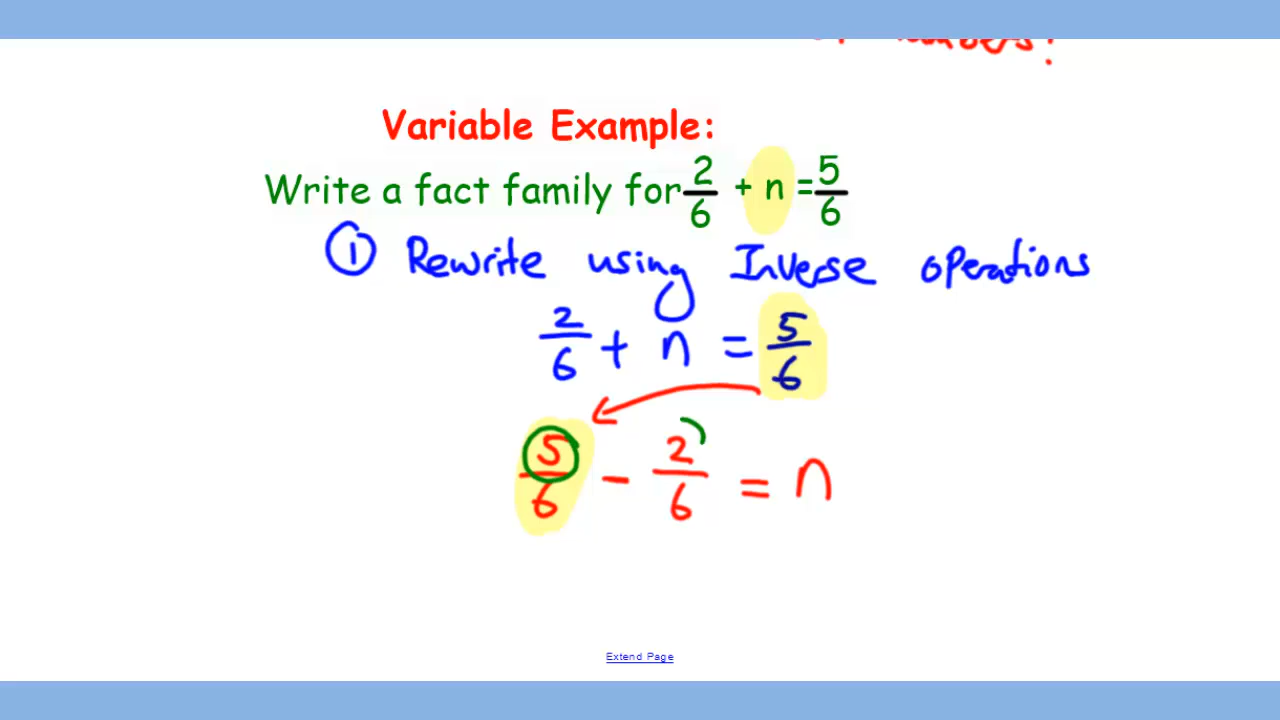 numbers!
Variable Example:
Write a fact family for 2/6 + n = 5/6
① Rewrite using Inverse operations
2/6 + n = 5/6
5/6 - 2/6 = n
Extend Page